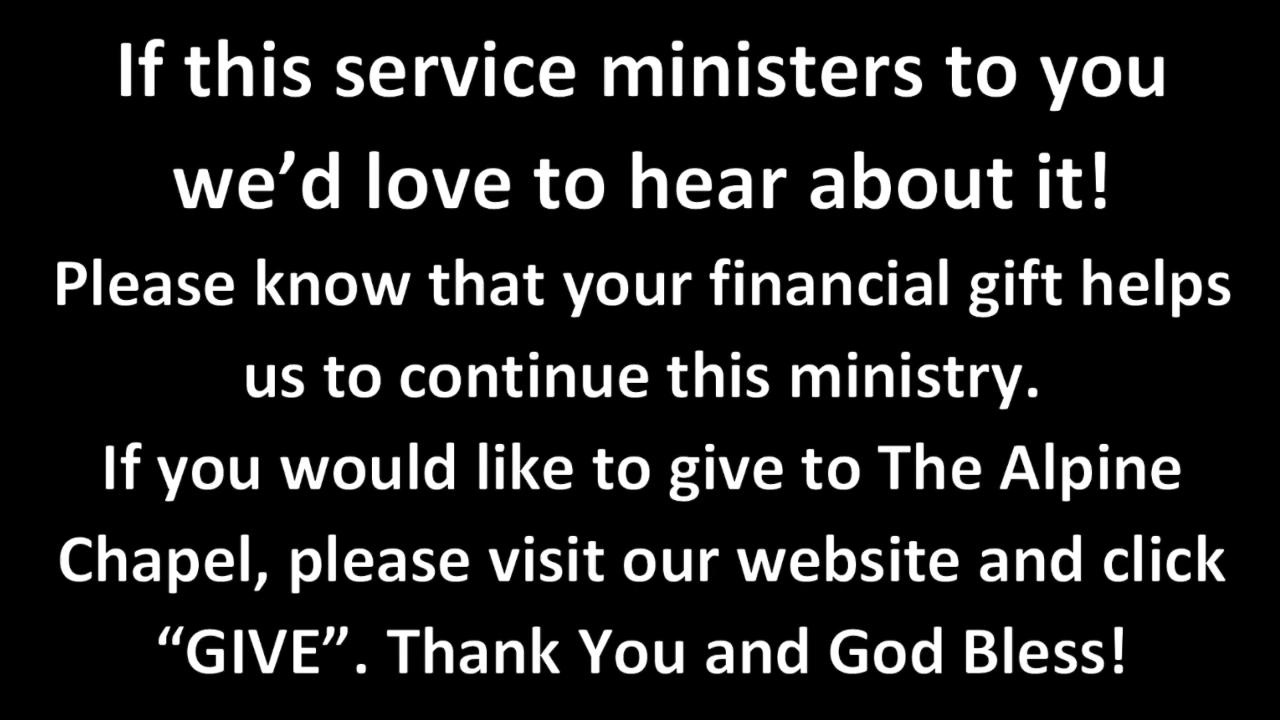 If this service ministers to you
we’d love to hear about it!
Please know that your financial gift helps
us to continue this ministry.
If you would like to give to The Alpine
Chapel, please visit our website and click
“GIVE”. Thank You and God Bless!